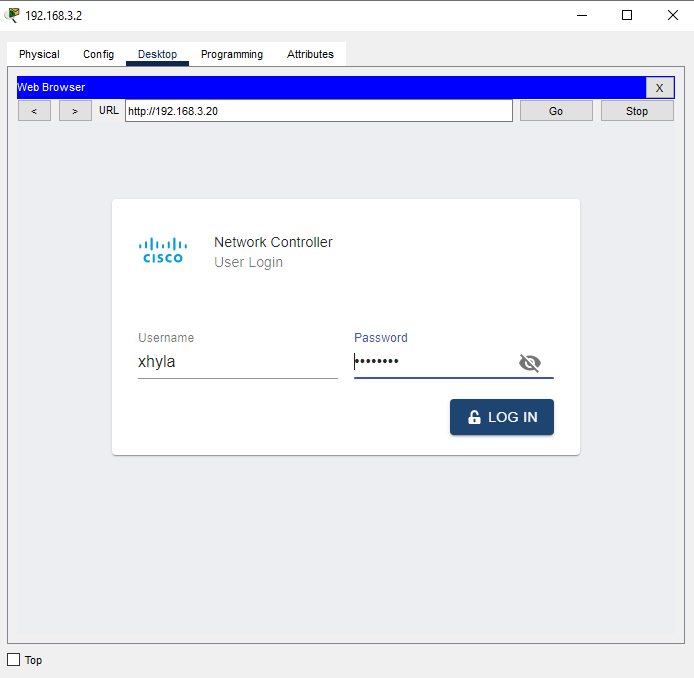 192.168.3.2
Physical Config Desktop Programming Attributes
Web Browser X
< > URL http://192.168.3.20 Go Stop
CISCO
Network Controller
User Login
Username Password
xhyla ••••••••
LOG IN
Top